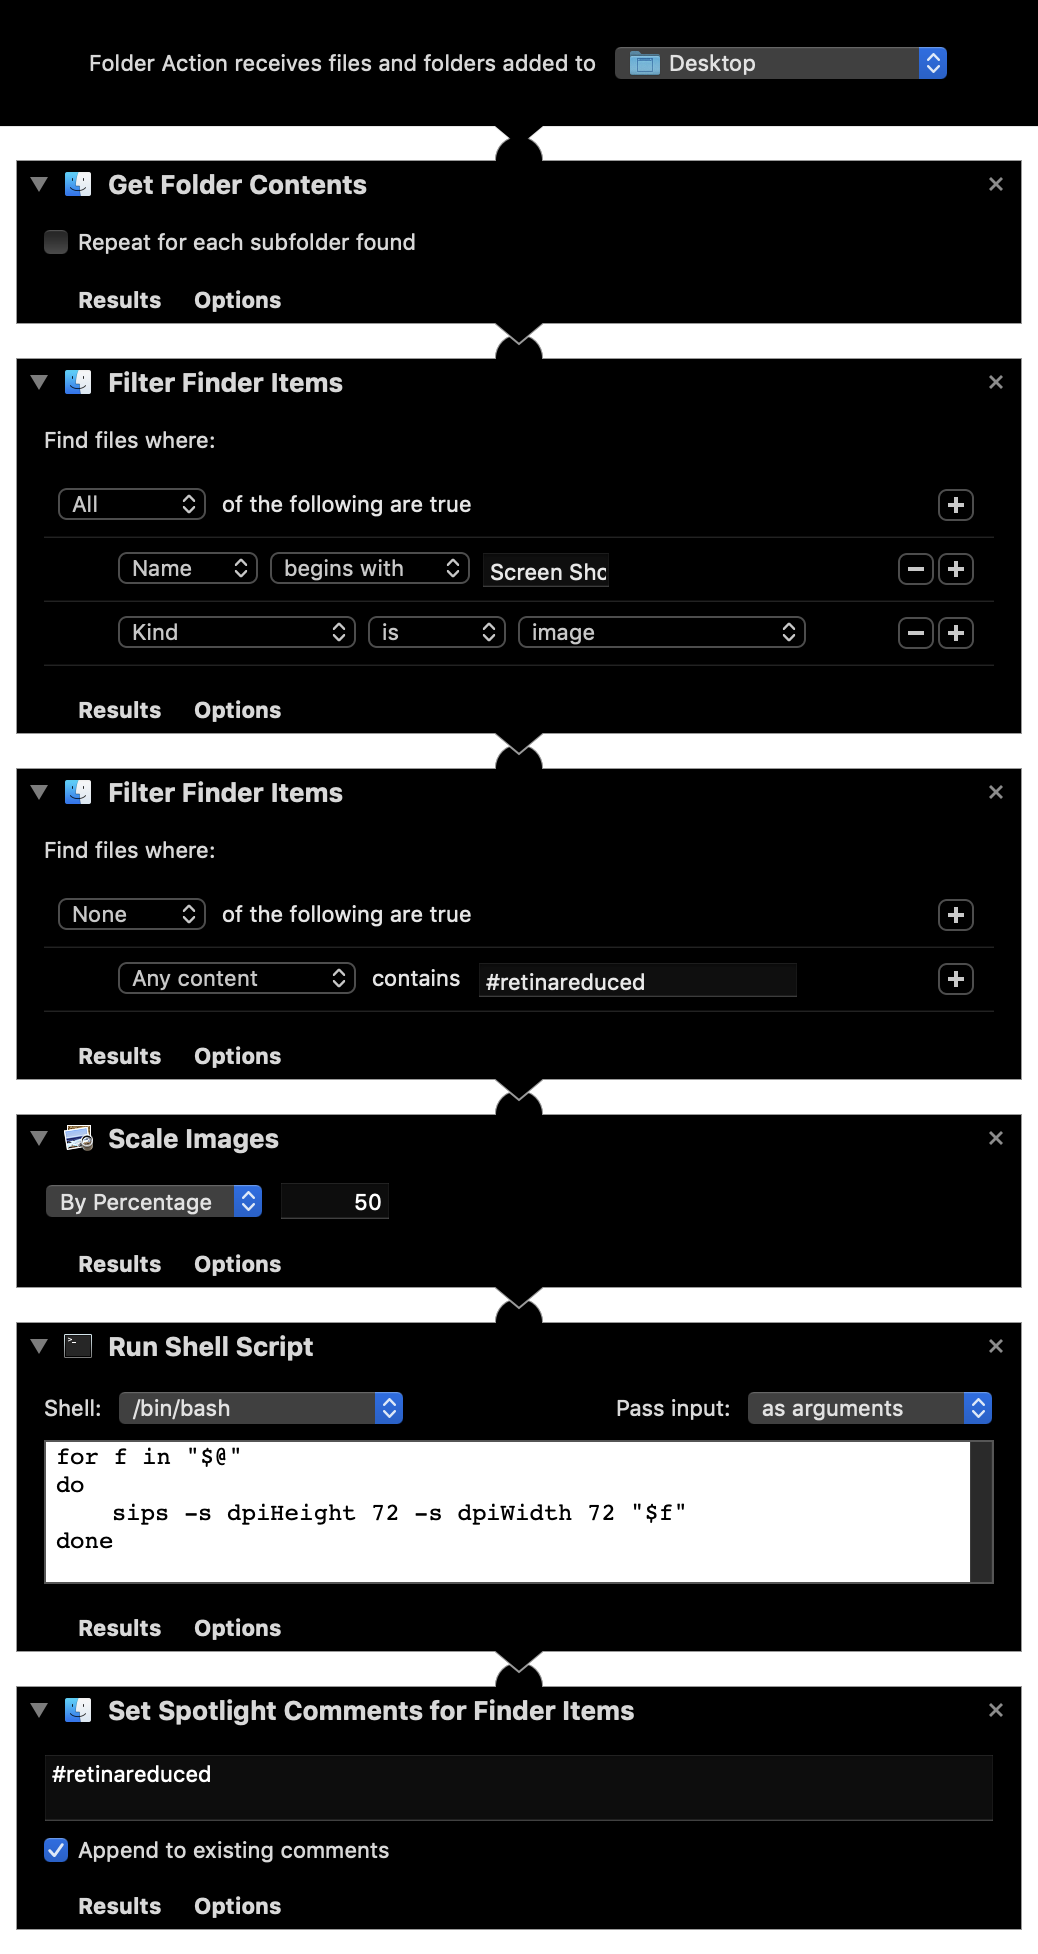 Folder Action receives files and folders added to Desktop
Get Folder Contents
Repeat for each subfolder found
Results Options
Filter Finder Items
Find files where:
All of the following are true
Name begins with Screen Sho
Kind is image
Results Options
Filter Finder Items
Find files where:
None of the following are true
Any content contains #retinareduced
Results Options
Scale Images
By Percentage 50
Results Options
Run Shell Script
Shell: /bin/bash Pass input: as arguments
for f in "$@"
do
    sips -s dpiHeight 72 -s dpiWidth 72 "$f"
done
Results Options
Set Spotlight Comments for Finder Items
#retinareduced
Append to existing comments
Results Options